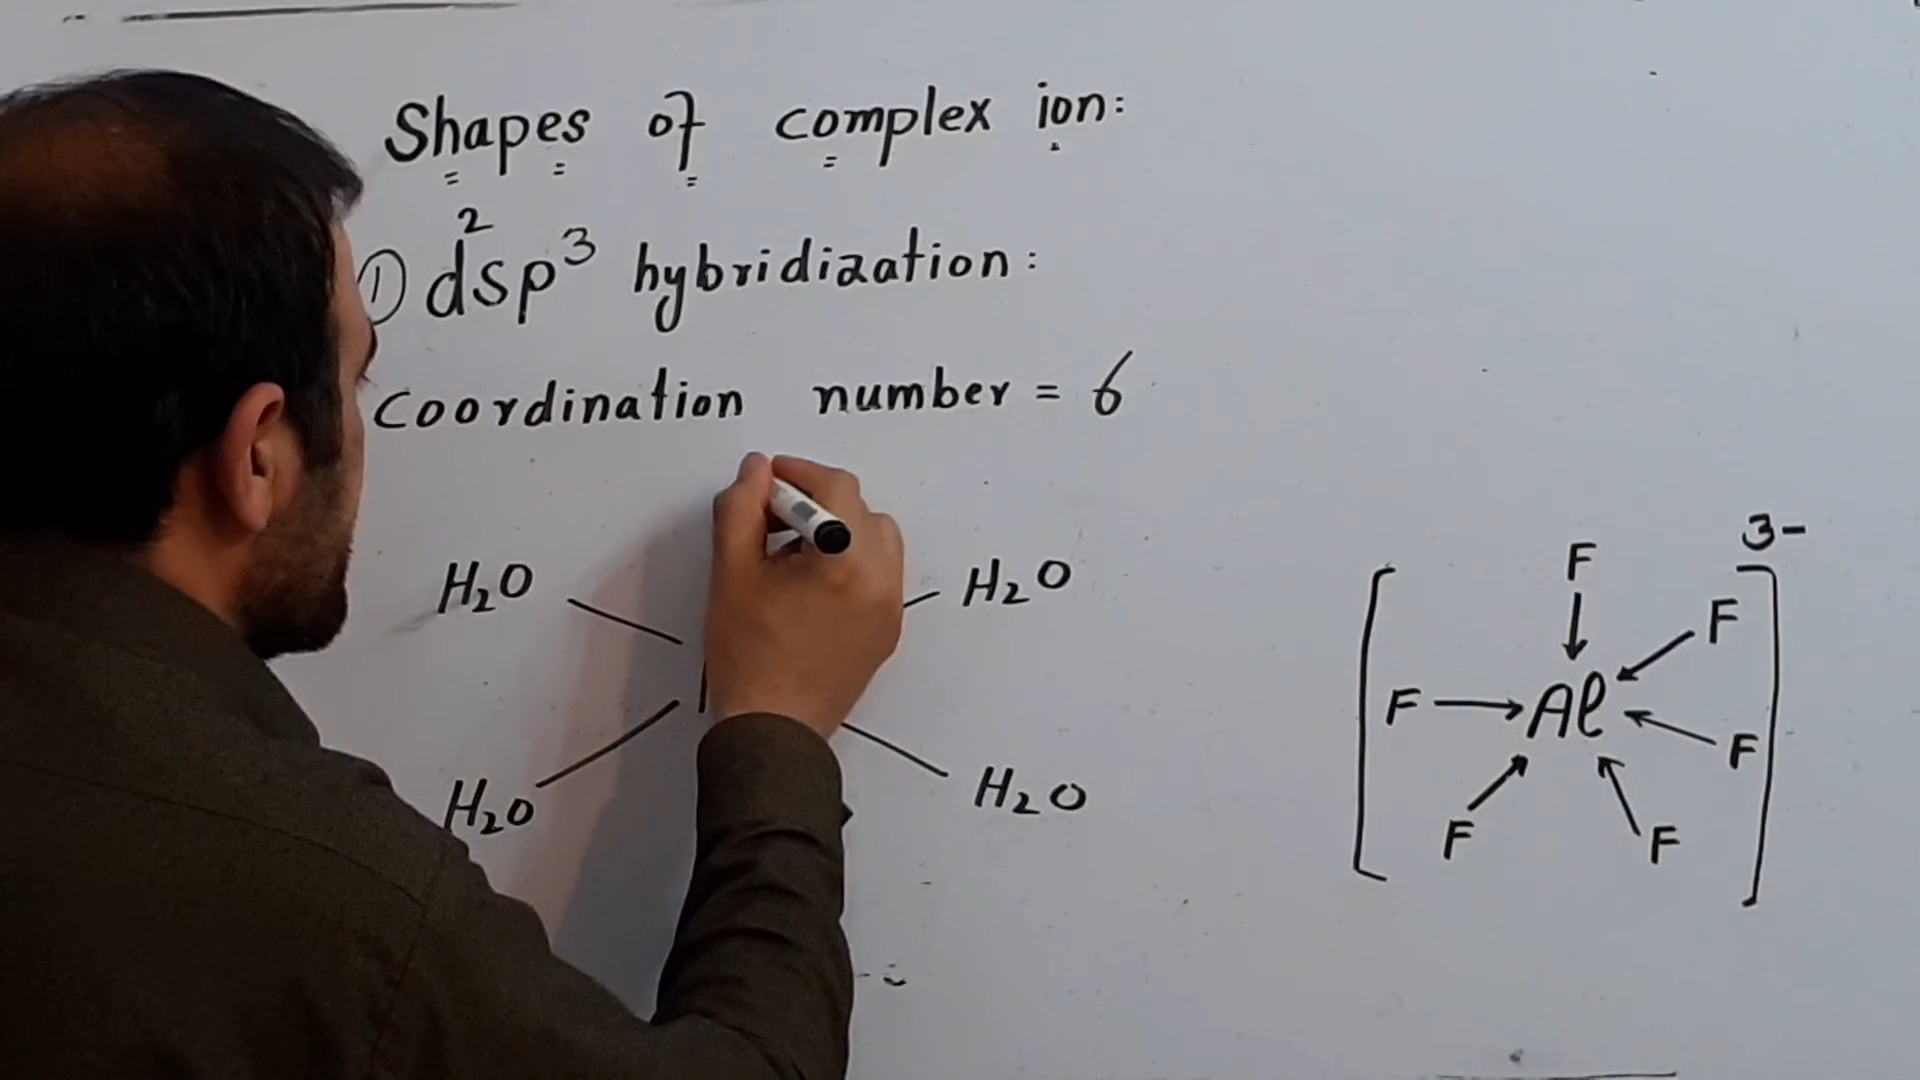 Shapes of complex ion:
① d²sp³ hybridization:
Coordination number = 6
H₂O H₂O
H₂O H₂O
3-
F
F
F Al
F
F F